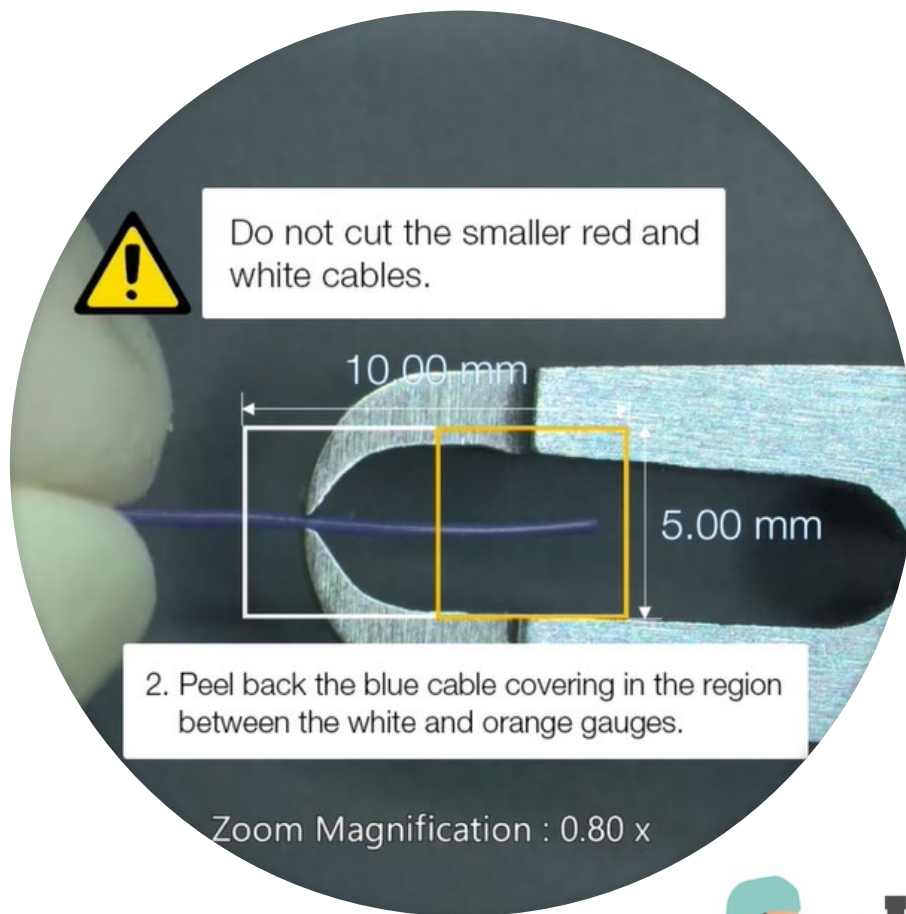 Do not cut the smaller red and
white cables.
10.00 mm
5.00 mm
2. Peel back the blue cable covering in the region
between the white and orange gauges.
Zoom Magnification : 0.80 x